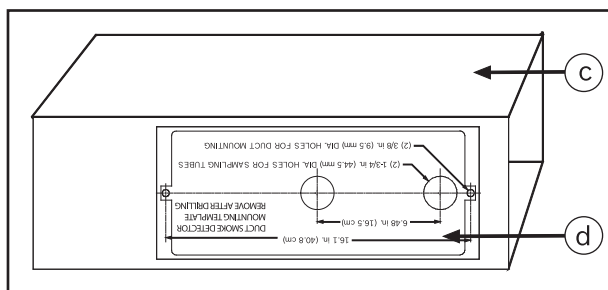 c
(2) 3/8 in. (9.5 mm) DIA. HOLES FOR DUCT MOUNTING
(2) 1-3/4 in. (44.5 mm) DIA. HOLES FOR SAMPLING TUBES
DUCT SMOKE DETECTOR
MOUNTING TEMPLATE
REMOVE AFTER DRILLING
6.48 in. (16.5 cm)
16.1 in. (40.8 cm)
d